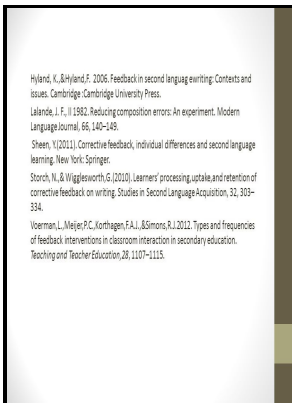 Hyland, K.,&Hyland,F. 2006. Feedback in second languag ewriting: Contexts and
issues. Cambridge :Cambridge University Press.
Lalande, J. F., II 1982. Reducing composition errors: An experiment. Modern
Language Journal, 66, 140–149.
Sheen, Y.(2011). Corrective feedback, individual differences and second language
learning. New York: Springer.
Storch, N.,& Wigglesworth,G.(2010). Learners' processing,uptake,and retention of
corrective feedback on writing. Studies in Second Language Acquisition, 32, 303–
334.
Voerman,L.,Meijer,P.C.,Korthagen,F.A.J.,&Simons,R.J.2012. Types and frequencies
of feedback interventions in classroom interaction in secondary education.
Teaching and Teacher Education,28, 1107–1115.